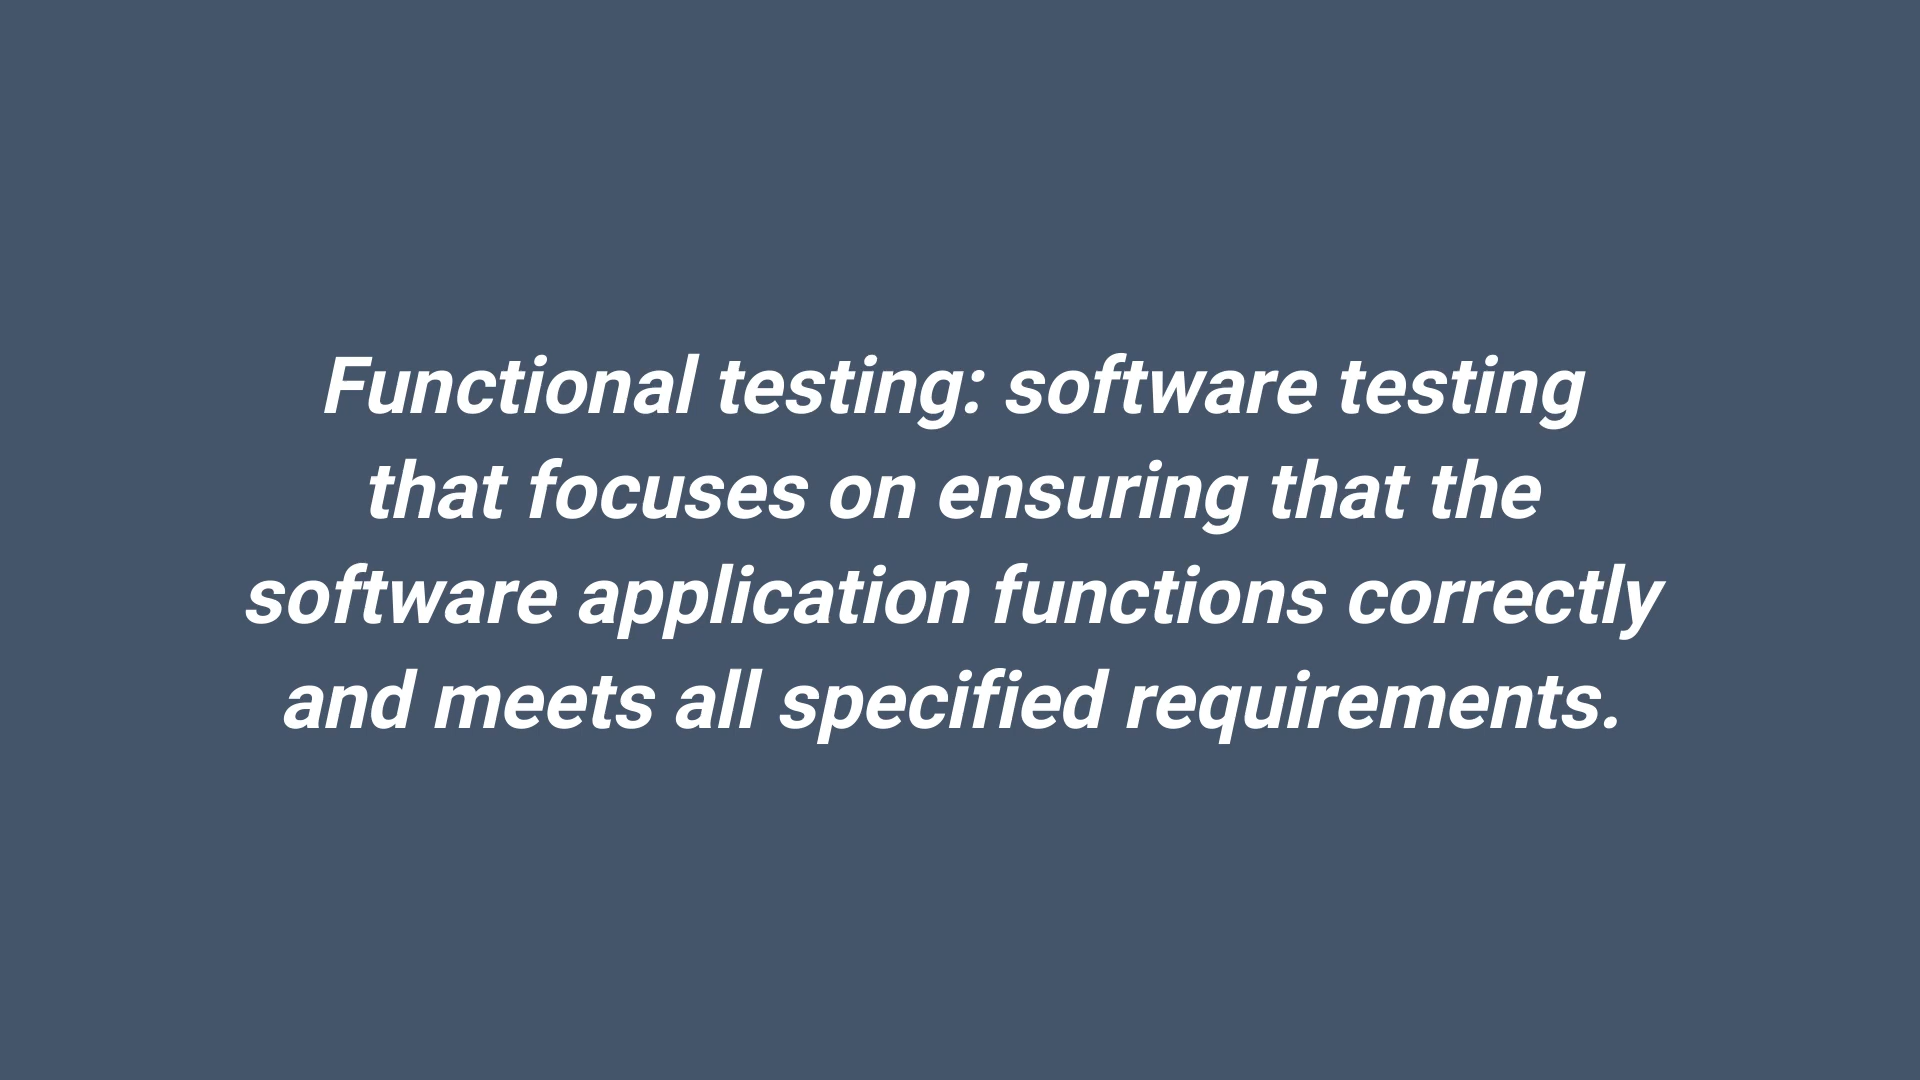 Functional testing: software testing
that focuses on ensuring that the
software application functions correctly
and meets all specified requirements.